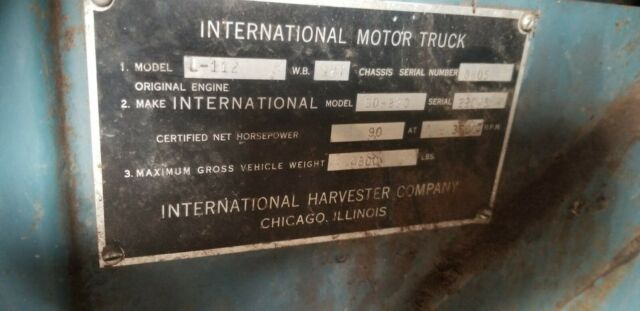 INTERNATIONAL MOTOR TRUCK
1. MODEL L-112 W.B. CHASSIS SERIAL NUMBER
ORIGINAL ENGINE
2. MAKE INTERNATIONAL MODEL SERIAL
CERTIFIED NET HORSEPOWER 90 AT R.P.M.
3. MAXIMUM GROSS VEHICLE WEIGHT LBS.
INTERNATIONAL HARVESTER COMPANY
CHICAGO, ILLINOIS